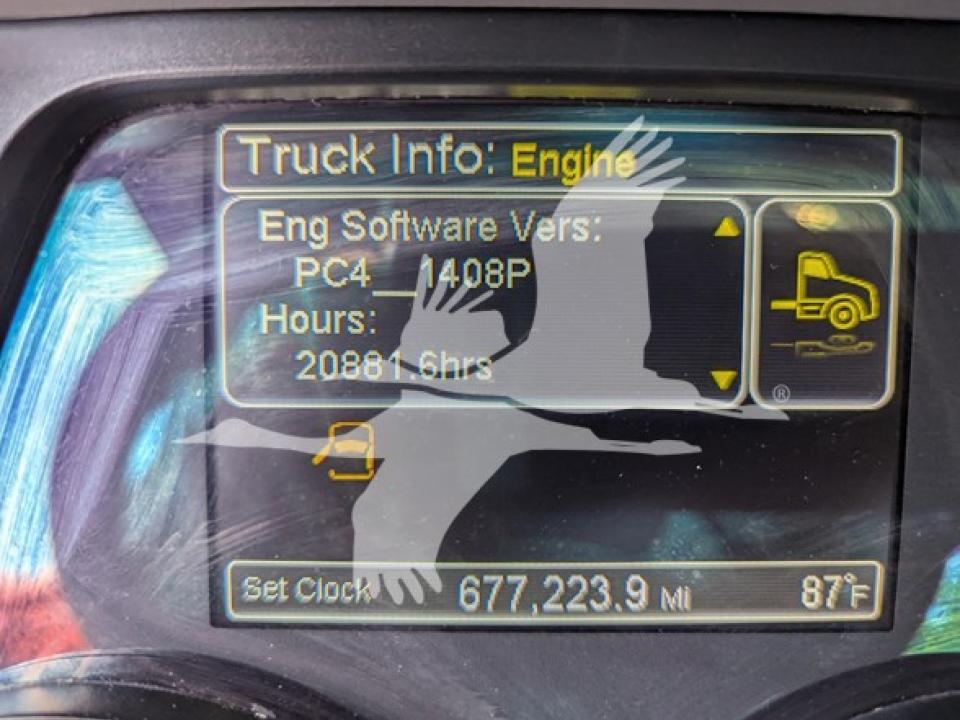 Truck Info: Engine
Eng Software Vers:
PC4__1408P
Hours:
20881.6hrs
®
Set Clock 677,223.9 Mi 87°F